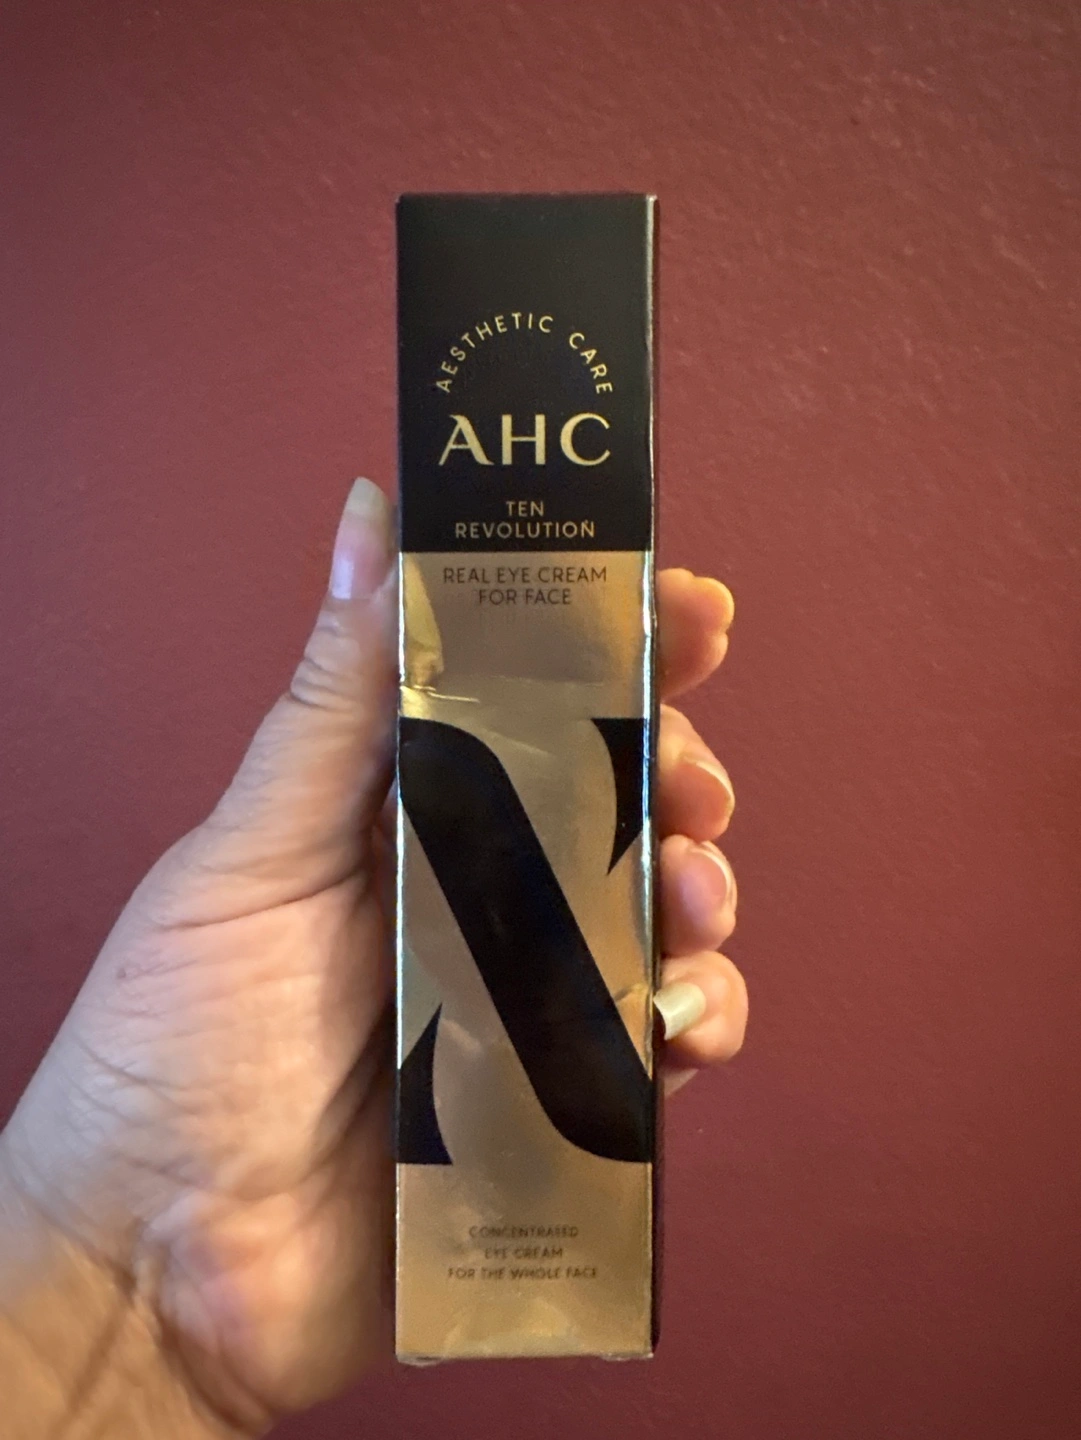 AESTHETIC CARE
AHC
TEN
REVOLUTION
REAL EYE CREAM
FOR FACE
CONCENTRATED
EYE CREAM
FOR THE WHOLE FACE